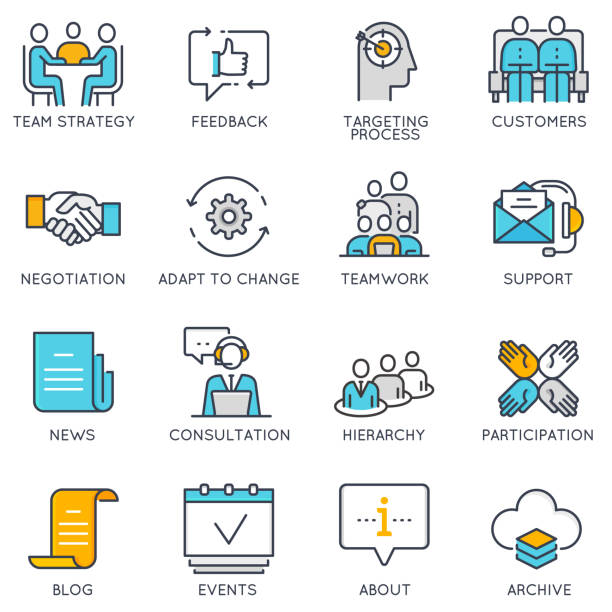 TEAM STRATEGY
FEEDBACK
TARGETING
PROCESS
CUSTOMERS
NEGOTIATION
ADAPT TO CHANGE
TEAMWORK
SUPPORT
NEWS
CONSULTATION
HIERARCHY
PARTICIPATION
i
BLOG
EVENTS
ABOUT
ARCHIVE